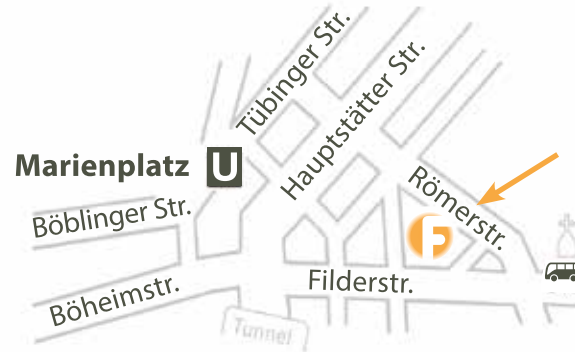 Tübinger Str.
Hauptstätter Str.
Marienplatz U
Römerstr.
Böblinger Str.
F
Filderstr.
Böheimstr.
Tunnel